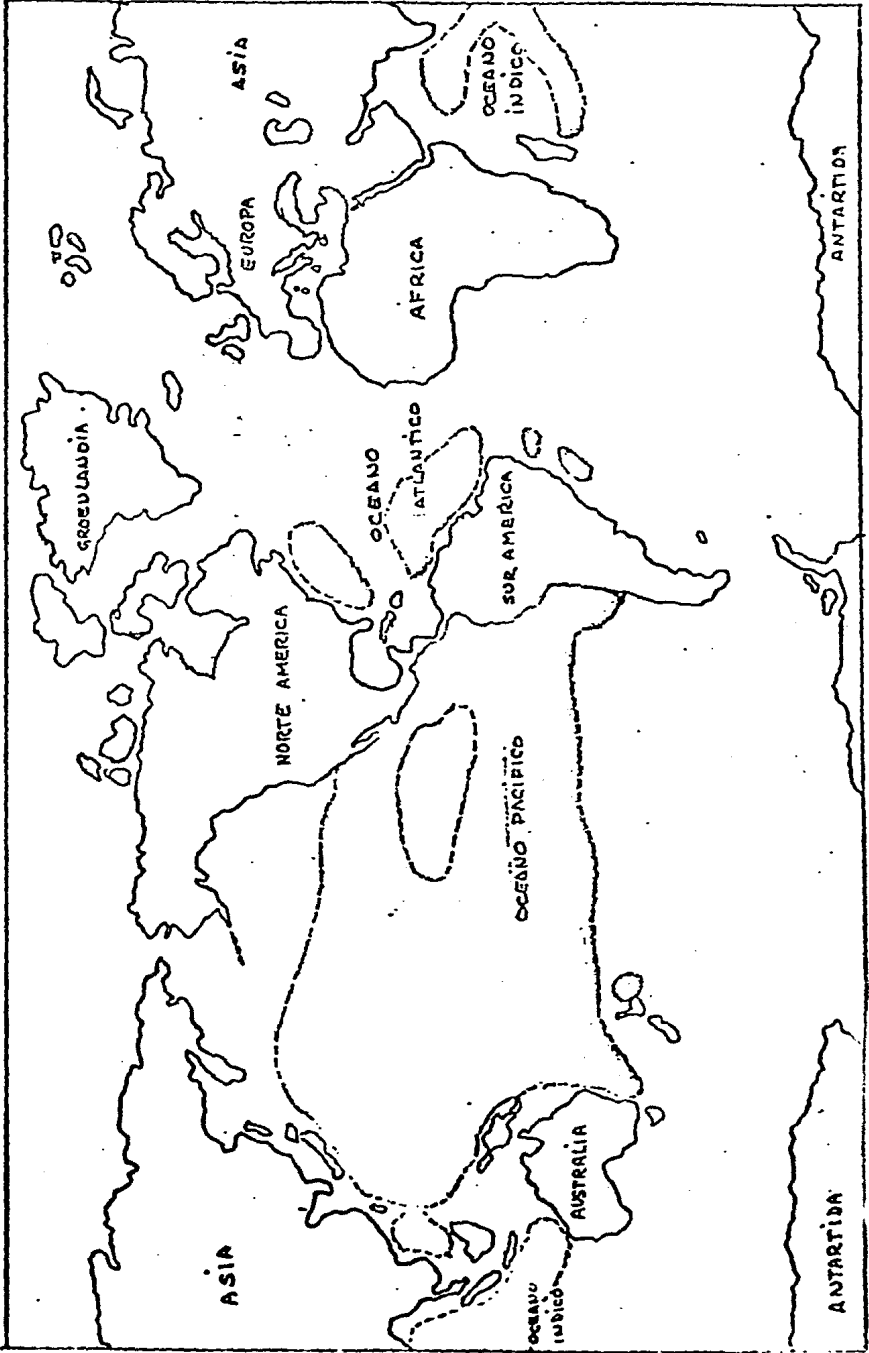 GROENLANDIA
ASIA
ASIA
EUROPA
NORTE AMERICA
OCEANO
ATLANTICO
AFRICA
OCEANO
INDICO
OCEANO PACIFICO
SUR AMERICA
OCEANO
INDICO
AUSTRALIA
ANTARTIDA
ANTARTIDA